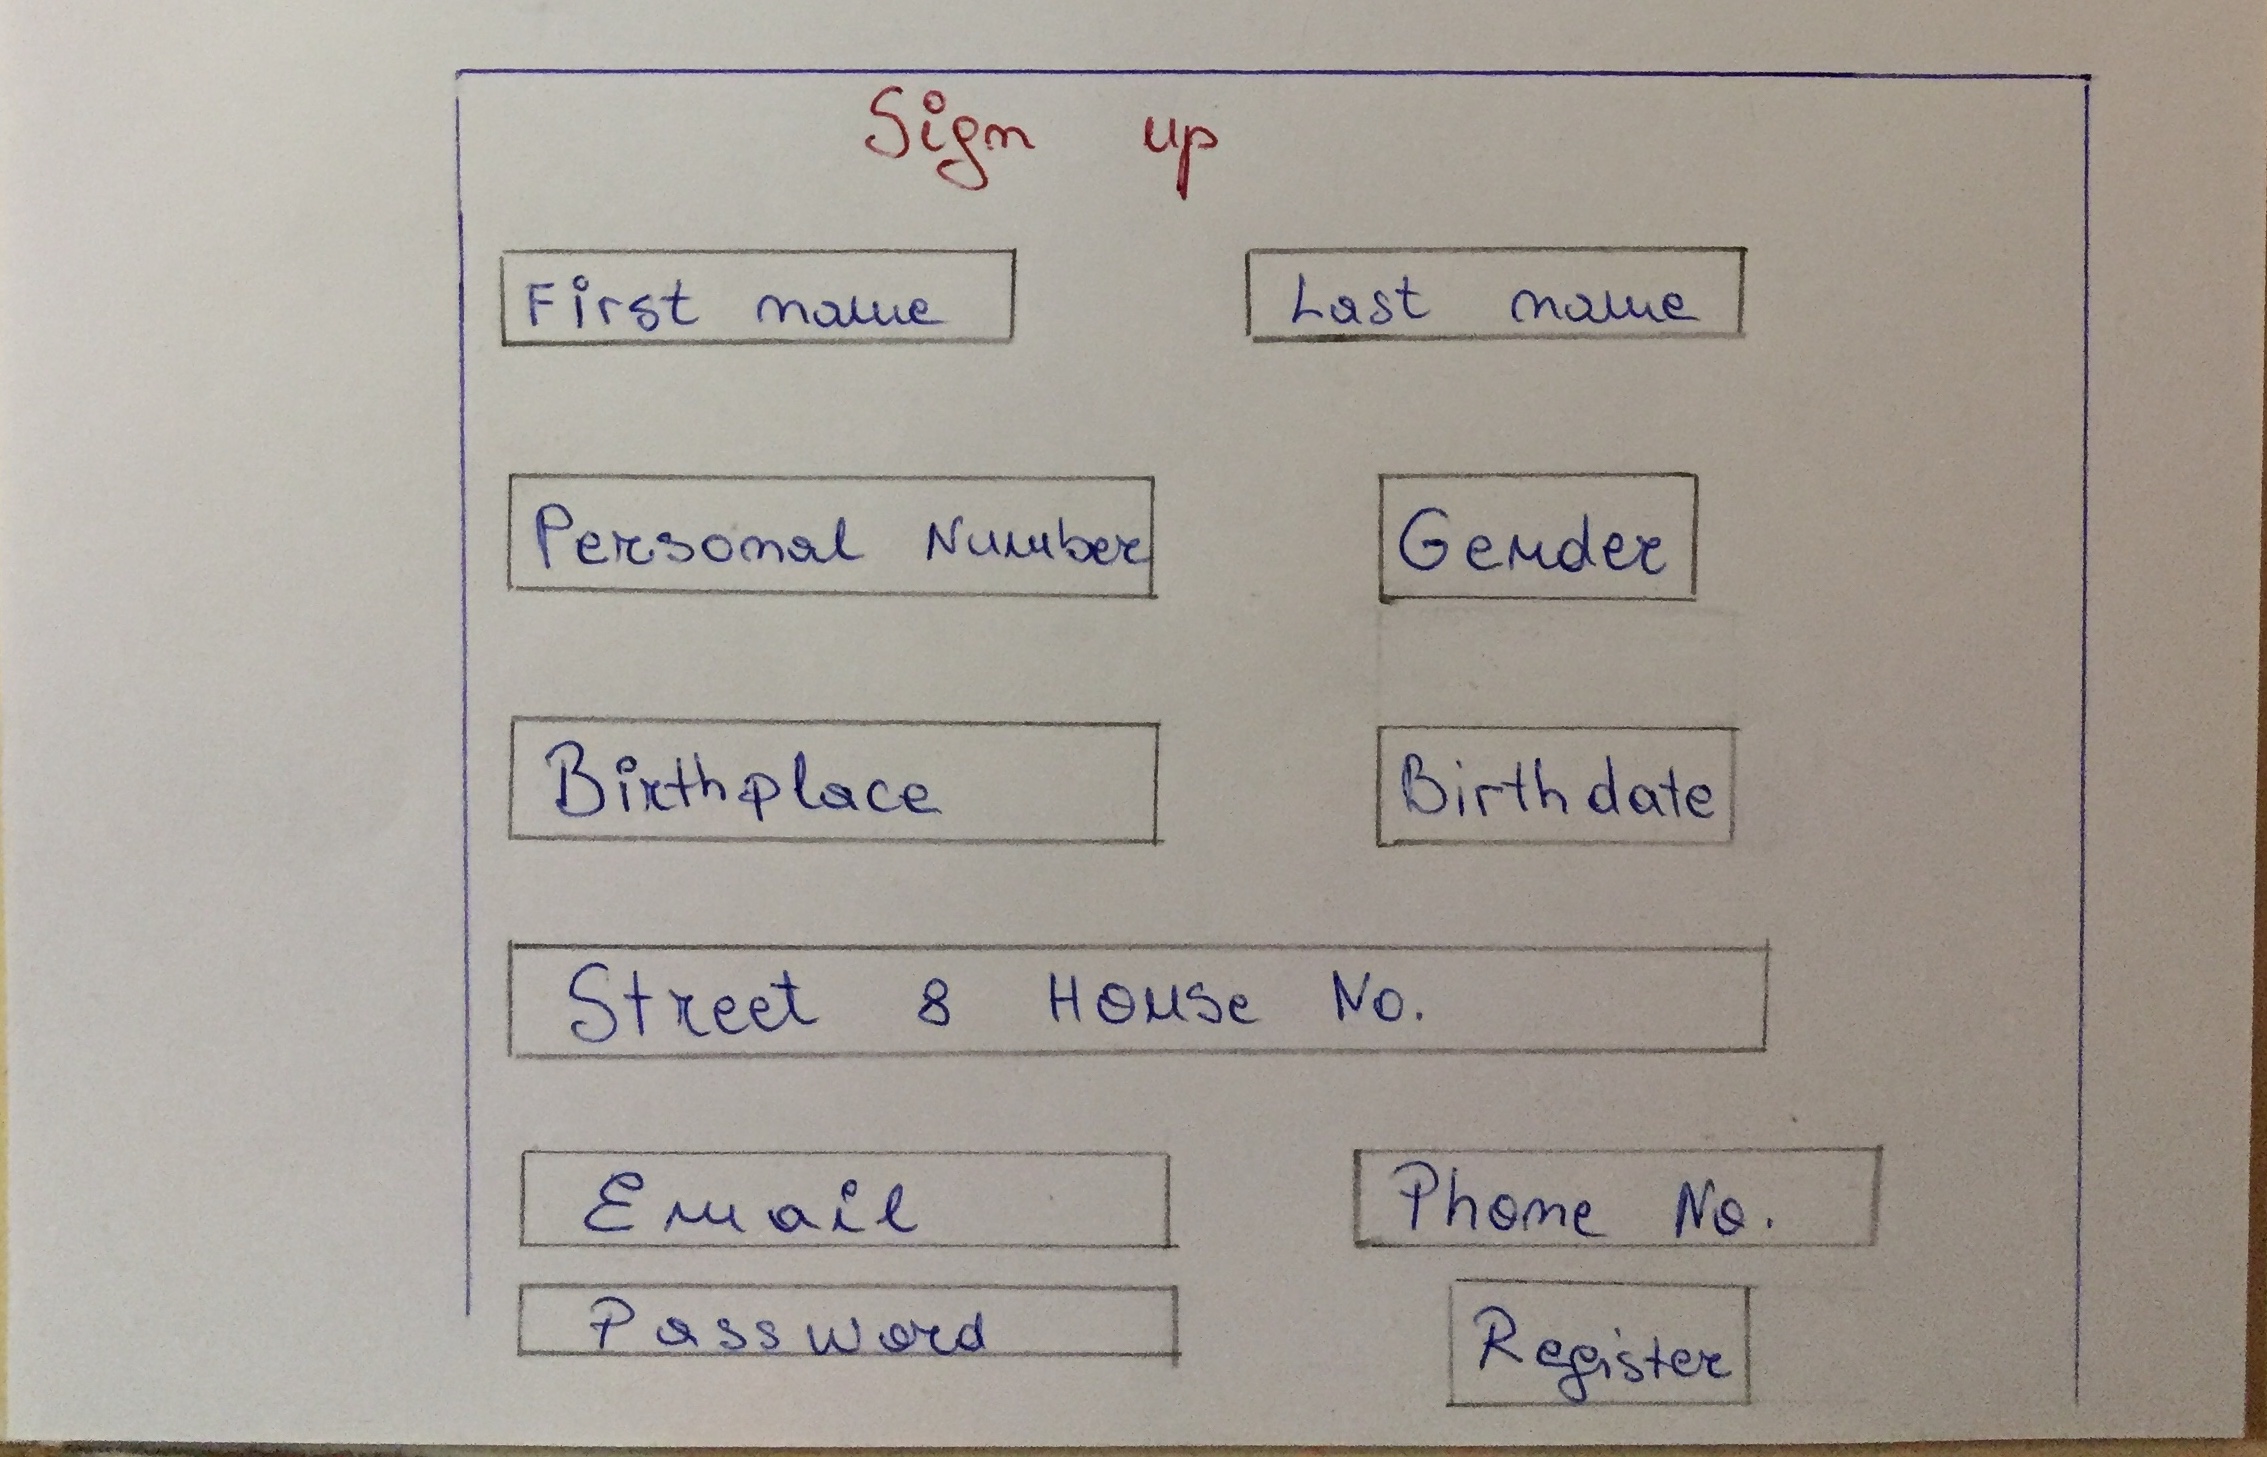 Sign up
First name Last name
Personal Number Gender
Birthplace Birthdate
Street & House No.
Email Phone No.
Password Register